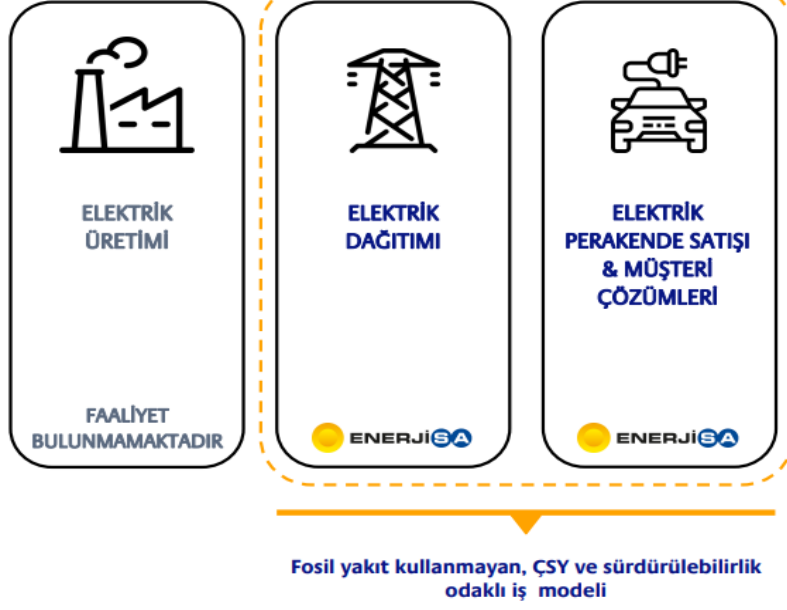 ELEKTRİK
ÜRETİMİ
FAALİYET
BULUNMAMAKTADIR
ELEKTRİK
DAĞITIMI
ENERJİSA
ELEKTRİK
PERAKENDE SATIŞI
& MÜŞTERİ
ÇÖZÜMLERİ
ENERJİSA
Fosil yakıt kullanmayan, ÇSY ve sürdürülebilirlik
odaklı iş modeli